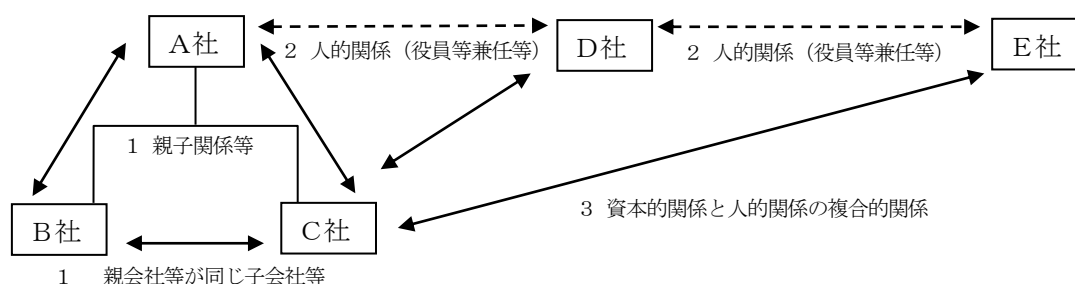 A社
2 人的関係（役員等兼任等）
D社
2 人的関係（役員等兼任等）
E社
1 親子関係等
B社
C社
3 資本的関係と人的関係の複合的関係
1 親会社等が同じ子会社等